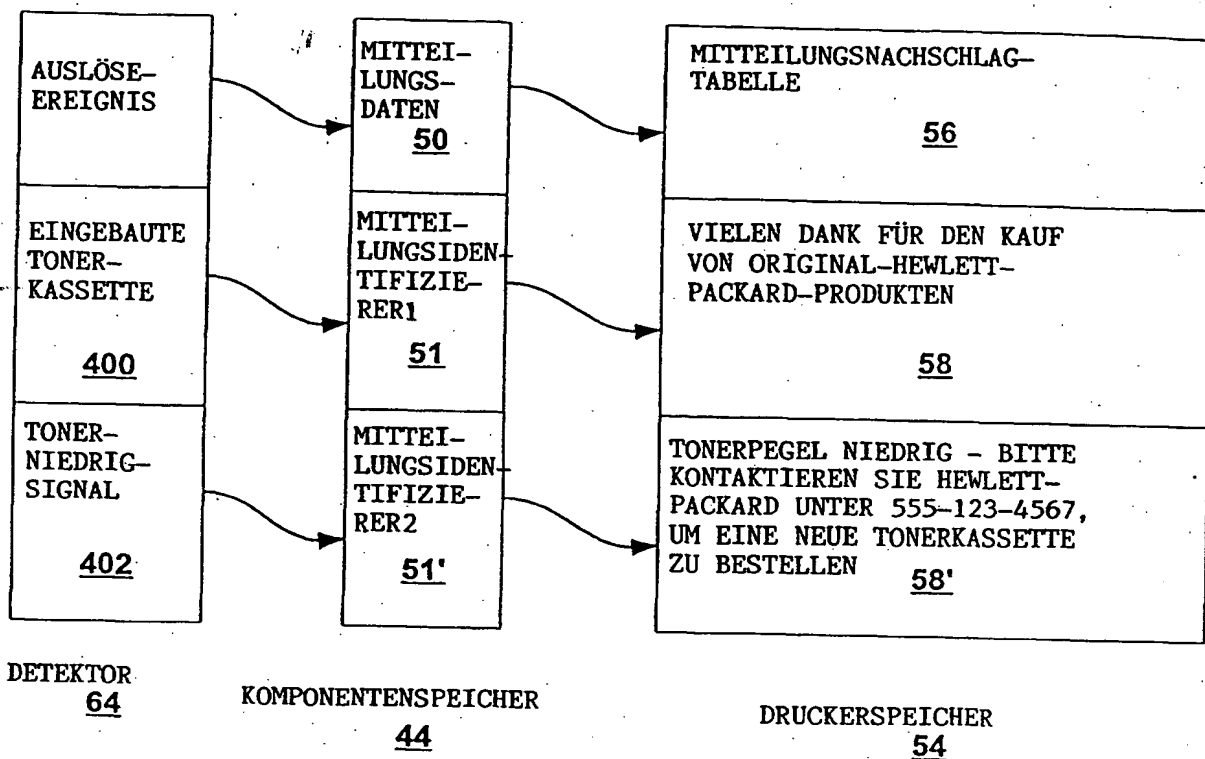 AUSLÖSE-
EREIGNIS
EINGEBAUTE
TONER-
KASSETTE
400
TONER-
NIEDRIG-
SIGNAL
402
DETEKTOR
64
MITTEI-
LUNGS-
DATEN
50
MITTEI-
LUNGSIDEN-
TIFIZIE-
RER1
51
MITTEI-
LUNGSIDEN-
TIFIZIE-
RER2
51'
KOMPONENTENSPEICHER
44
MITTEILUNGSNACHSCHLAG-
TABELLE
56
VIELEN DANK FÜR DEN KAUF
VON ORIGINAL-HEWLETT-
PACKARD-PRODUKTEN
58
TONERPEGEL NIEDRIG - BITTE
KONTAKTIEREN SIE HEWLETT-
PACKARD UNTER 555-123-4567,
UM EINE NEUE TONERKASSETTE
ZU BESTELLEN
58'
DRUCKERSPEICHER
54